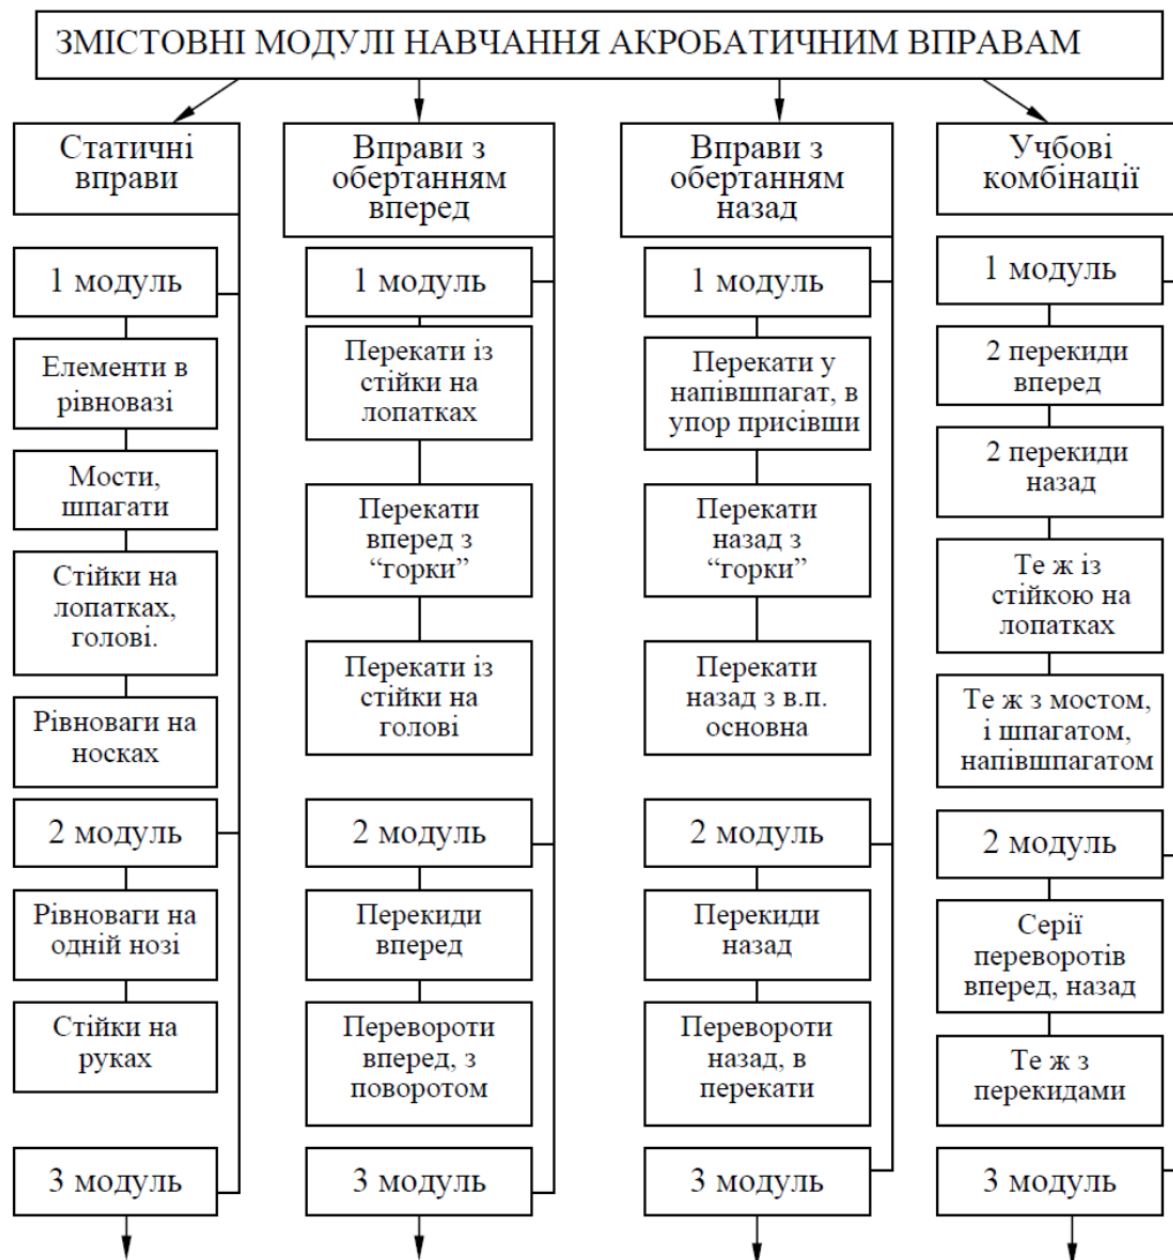 ЗМІСТОВНІ МОДУЛІ НАВЧАННЯ АКРОБАТИЧНИМ ВПРАВАМ
Статичні
вправи
1 модуль
Елементи в
рівновазі
Мости,
шпагати
Стійки на
лопатках,
голові.
Рівноваги на
носках
2 модуль
Рівноваги на
одній нозі
Стійки на
руках
3 модуль
Вправи з
обертанням
вперед
1 модуль
Перекати із
стійки на
лопатках
Перекати
вперед з
“горки”
Перекати із
стійки на
голові
2 модуль
Перекиди
вперед
Перевороти
вперед, з
поворотом
3 модуль
Вправи з
обертанням
назад
1 модуль
Перекати у
напівшпагат, в
упор присівши
Перекати
назад з
“горки”
Перекати
назад з в.п.
основна
2 модуль
Перекиди
назад
Перевороти
назад, в
перекати
3 модуль
Учбові
комбінації
1 модуль
2 перекиди
вперед
2 перекиди
назад
Те ж із
стійкою на
лопатках
Те ж з мостом,
і шпагатом,
напівшпагатом
2 модуль
Серії
переворотів
вперед, назад
Те ж з
перекидами
3 модуль